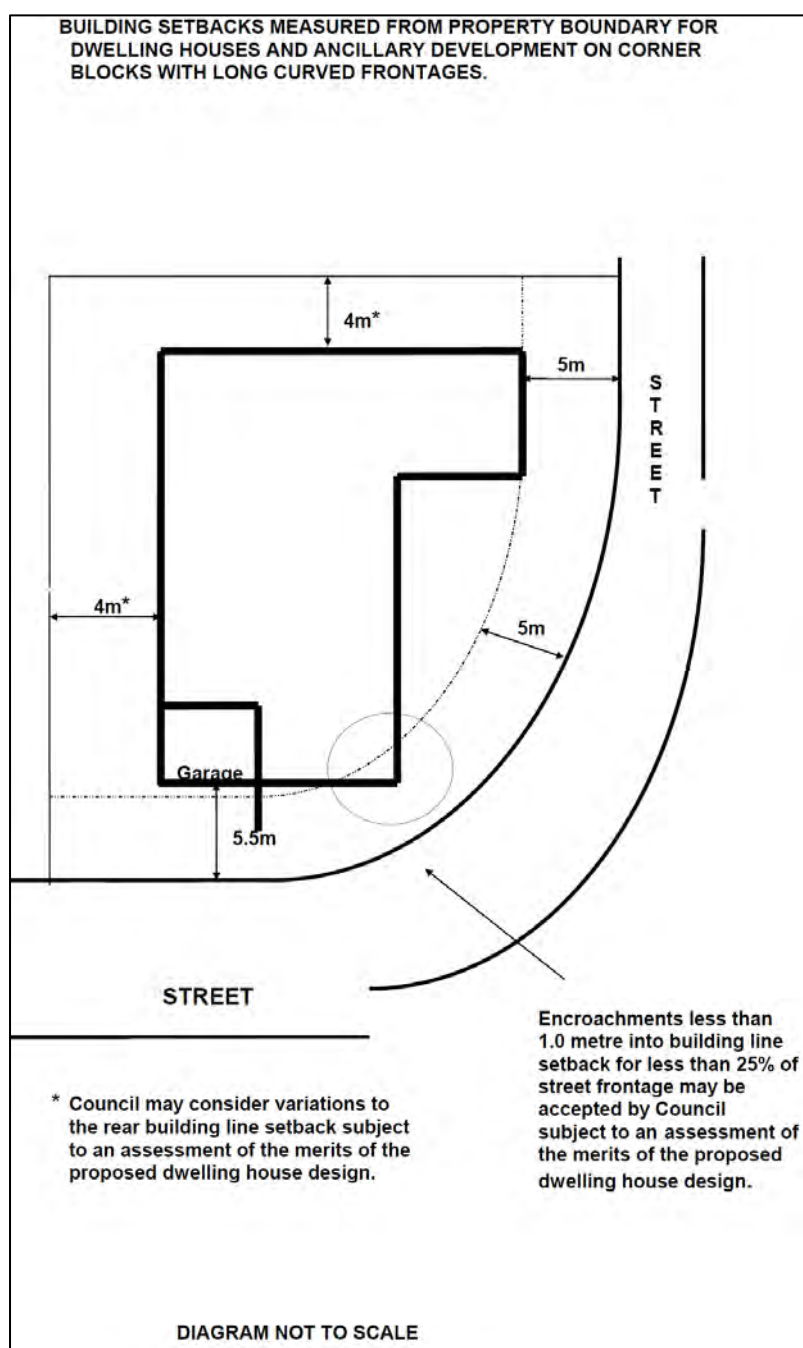 BUILDING SETBACKS MEASURED FROM PROPERTY BOUNDARY FOR
DWELLING HOUSES AND ANCILLARY DEVELOPMENT ON CORNER
BLOCKS WITH LONG CURVED FRONTAGES.
4m*
5m
STREET
4m*
5m
Garage
5.5m
STREET
Encroachments less than
1.0 metre into building line
setback for less than 25% of
street frontage may be
accepted by Council
subject to an assessment of
the merits of the proposed
dwelling house design.
* Council may consider variations to
the rear building line setback subject
to an assessment of the merits of the
proposed dwelling house design.
DIAGRAM NOT TO SCALE